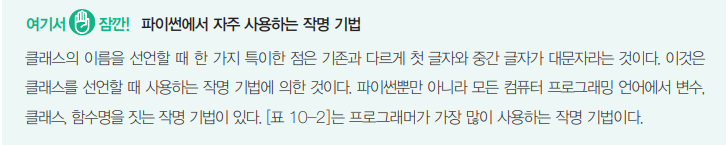 여기서 잠깐! 파이썬에서 자주 사용하는 작명 기법
클래스의 이름을 선언할 때 한 가지 특이한 점은 기존과 다르게 첫 글자와 중간 글자가 대문자라는 것이다. 이것은
클래스를 선언할 때 사용하는 작명 기법에 의한 것이다. 파이썬뿐만 아니라 모든 컴퓨터 프로그래밍 언어에서 변수,
클래스, 함수명을 짓는 작명 기법이 있다. [표 10-2]는 프로그래머가 가장 많이 사용하는 작명 기법이다.